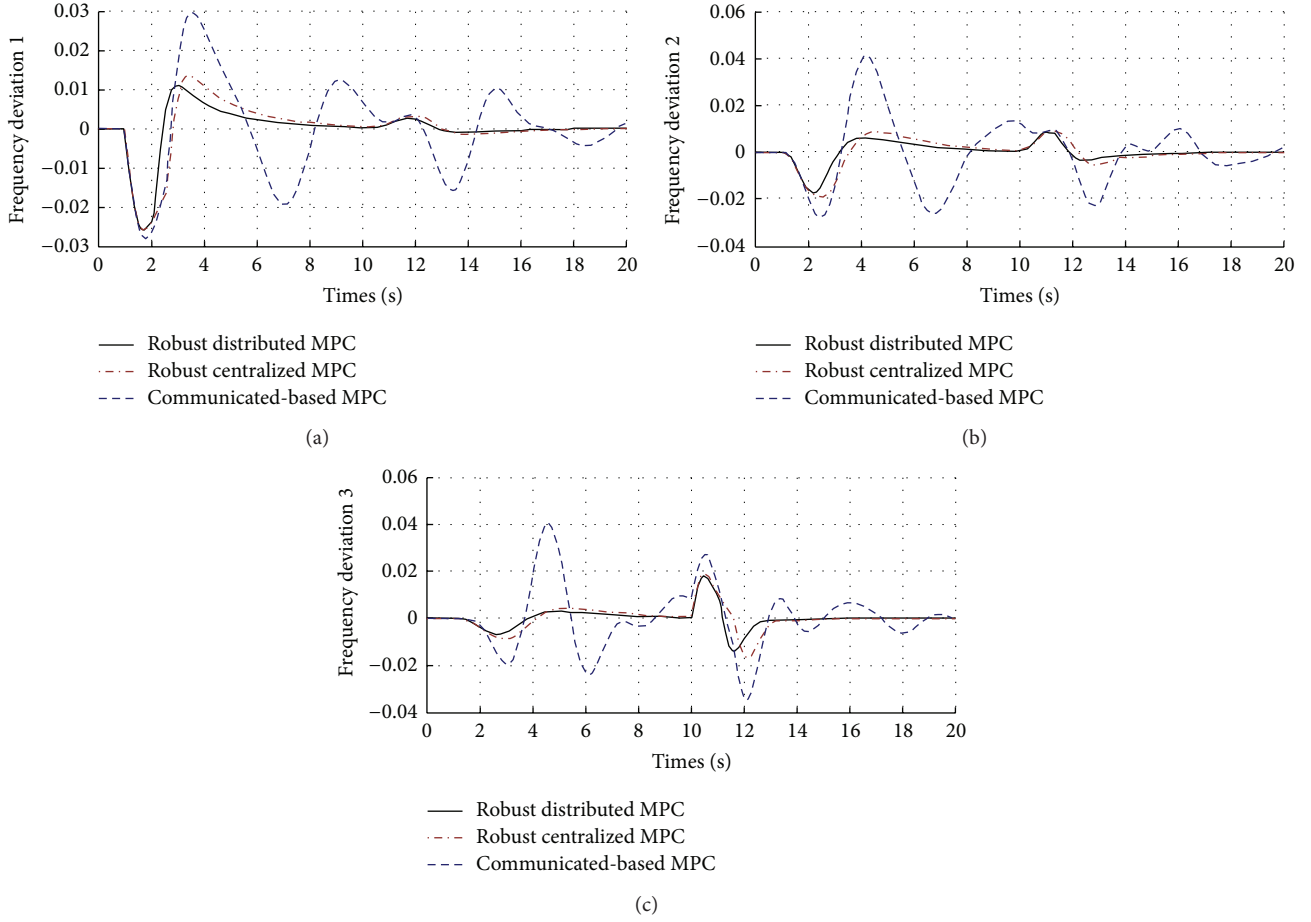 Frequency deviation 1
0.03
0.02
0.01
0
−0.01
−0.02
−0.03
0 2 4 6 8 10 12 14 16 18 20
Times (s)
Robust distributed MPC
Robust centralized MPC
Communicated-based MPC
(a)
Frequency deviation 2
0.06
0.04
0.02
0
−0.02
−0.04
0 2 4 6 8 10 12 14 16 18 20
Times (s)
Robust distributed MPC
Robust centralized MPC
Communicated-based MPC
(b)
Frequency deviation 3
0.06
0.04
0.02
0
−0.02
−0.04
0 2 4 6 8 10 12 14 16 18 20
Times (s)
Robust distributed MPC
Robust centralized MPC
Communicated-based MPC
(c)